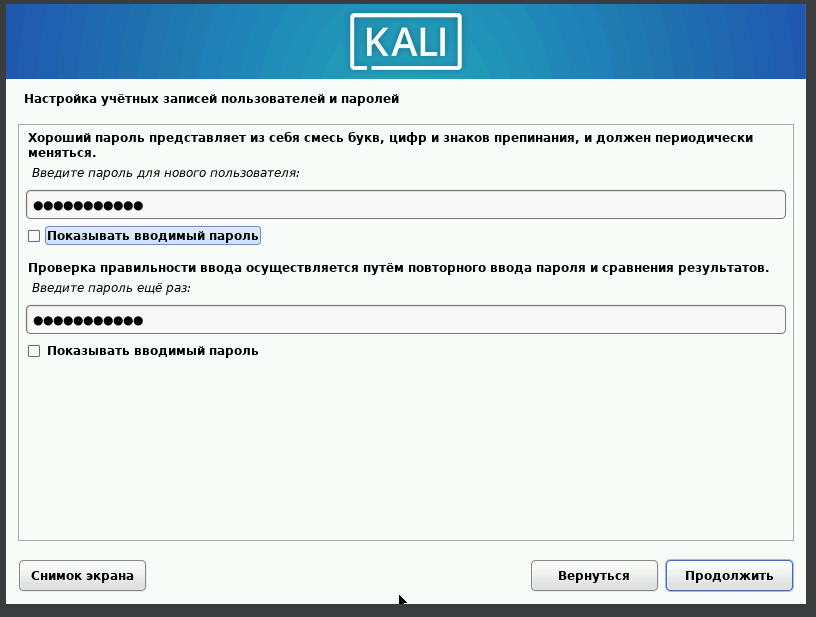 KALI
Настройка учётных записей пользователей и паролей
Хороший пароль представляет из себя смесь букв, цифр и знаков препинания, и должен периодически
меняться.
Введите пароль для нового пользователя:
●●●●●●●●●●●
Показывать вводимый пароль
Проверка правильности ввода осуществляется путём повторного ввода пароля и сравнения результатов.
Введите пароль ещё раз:
●●●●●●●●●●●
Показывать вводимый пароль
Снимок экрана
Вернуться
Продолжить